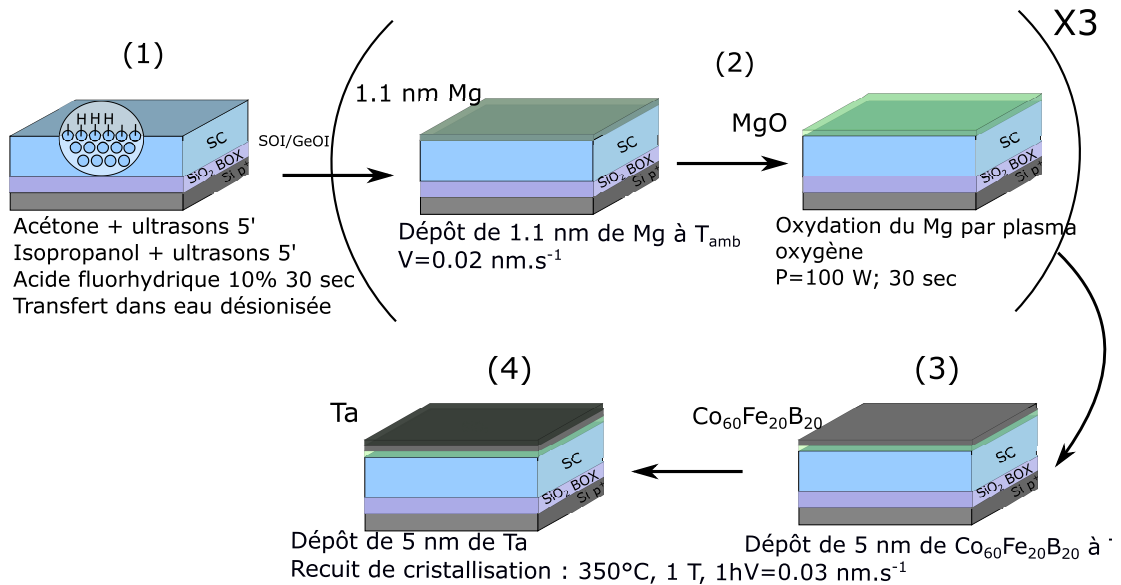 X3
(1)
(2)
1.1 nm Mg
MgO
HHH
SOI/GeOI
SC
SiO₂ BOX
Si p⁺
SC
SiO₂ BOX
Si p⁺
SC
SiO₂ BOX
Si p⁺
Acétone + ultrasons 5'
Isopropanol + ultrasons 5'
Acide fluorhydrique 10% 30 sec
Transfert dans eau désionisée
Dépôt de 1.1 nm de Mg à Tamb
V=0.02 nm.s⁻¹
Oxydation du Mg par plasma
oxygène
P=100 W; 30 sec
(4)
(3)
Ta
Co₆₀Fe₂₀B₂₀
SC
SiO₂ BOX
Si p⁺
SC
SiO₂ BOX
Si p⁺
Dépôt de 5 nm de Ta
Recuit de cristallisation : 350°C, 1 T, 1h
Dépôt de 5 nm de Co₆₀Fe₂₀B₂₀ à
V=0.03 nm.s⁻¹